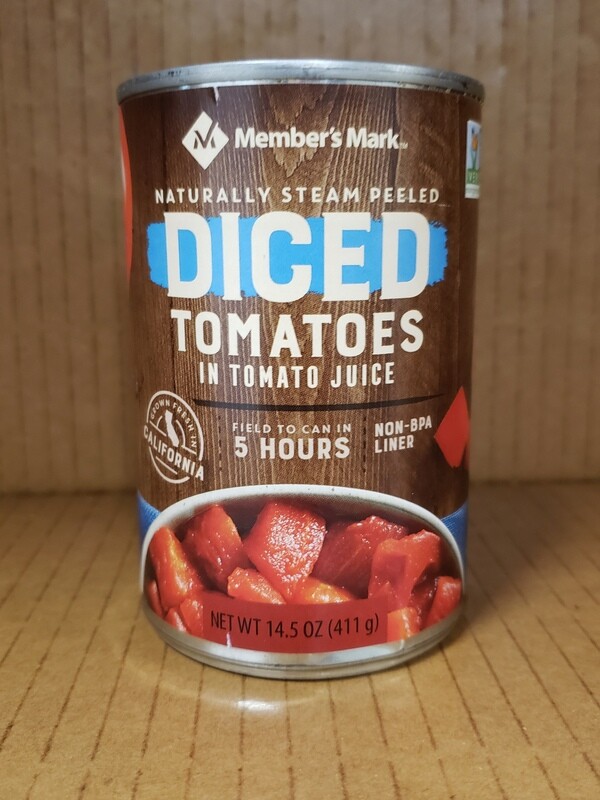 Member's Mark™
NATURALLY STEAM PEELED
DICED
TOMATOES
IN TOMATO JUICE
GROWN FRESH IN
CALIFORNIA
FIELD TO CAN IN
5 HOURS
NON-BPA
LINER
NET WT 14.5 OZ (411 g)